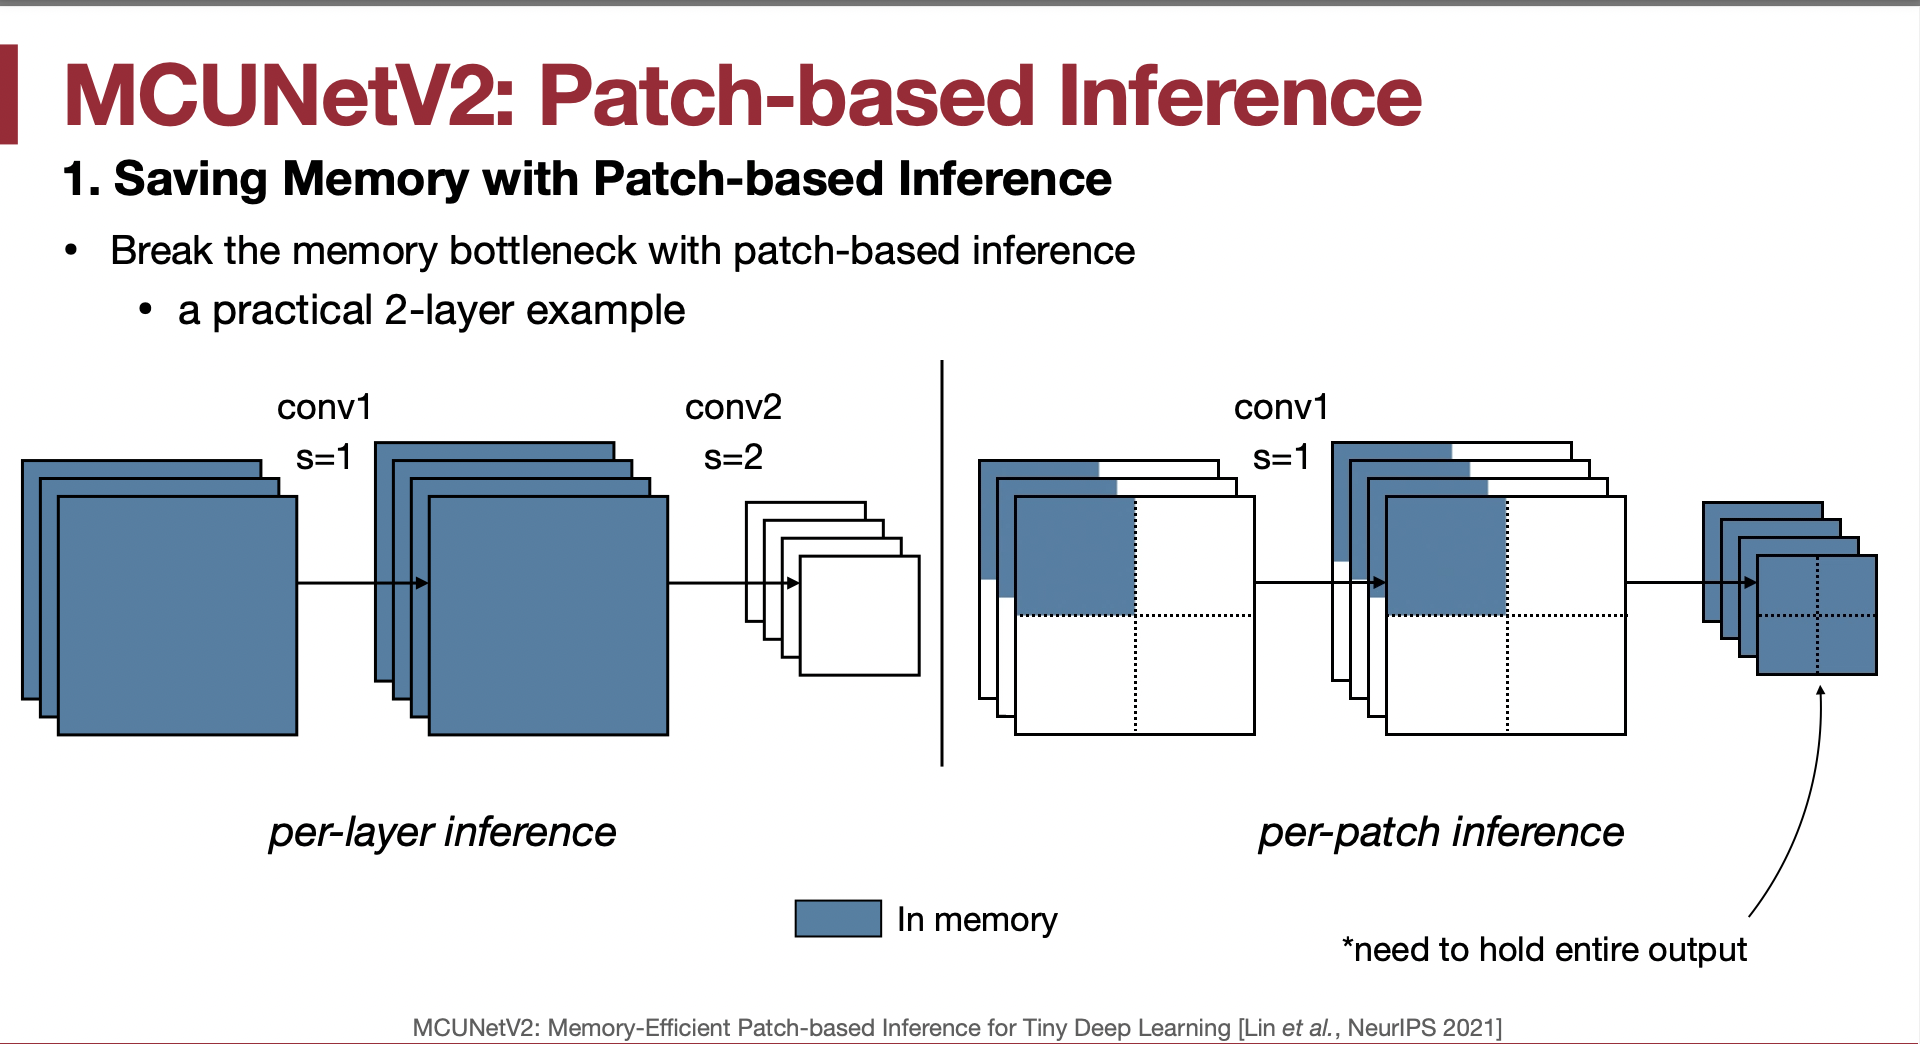 MCUNetV2: Patch-based Inference
1. Saving Memory with Patch-based Inference
• Break the memory bottleneck with patch-based inference
• a practical 2-layer example
conv1
s=1
conv2
s=2
per-layer inference
conv1
s=1
per-patch inference
In memory
*need to hold entire output
MCUNetV2: Memory-Efficient Patch-based Inference for Tiny Deep Learning [Lin et al., NeurIPS 2021]